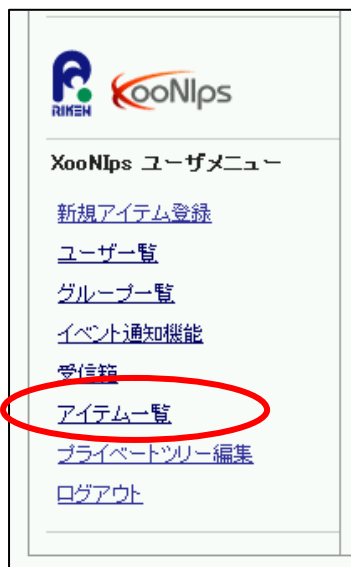 RIKEN
XooNIps
XooNIps ユーザメニュー
新規アイテム登録
ユーザー一覧
グループ一覧
イベント通知機能
受信箱
アイテム一覧
プライベートツリー編集
ログアウト